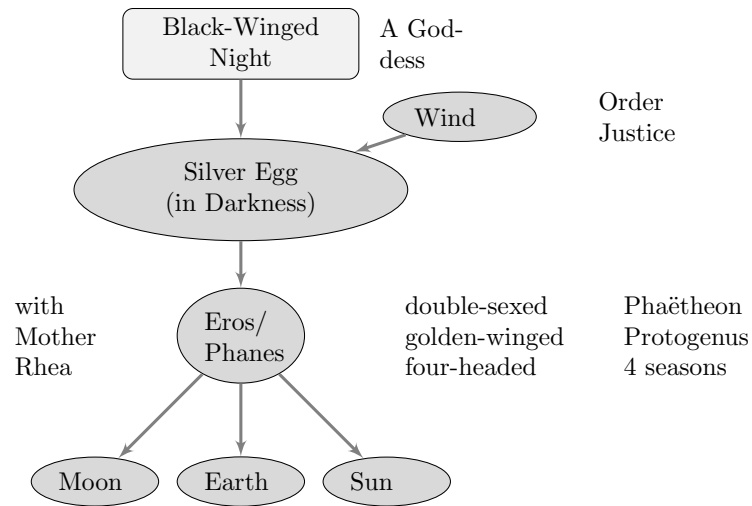 Black-Winged
Night
A God-
dess
Wind
Order
Justice
Silver Egg
(in Darkness)
with
Mother
Rhea
Eros/
Phanes
double-sexed
golden-winged
four-headed
Phaëtheon
Protogenus
4 seasons
Moon
Earth
Sun